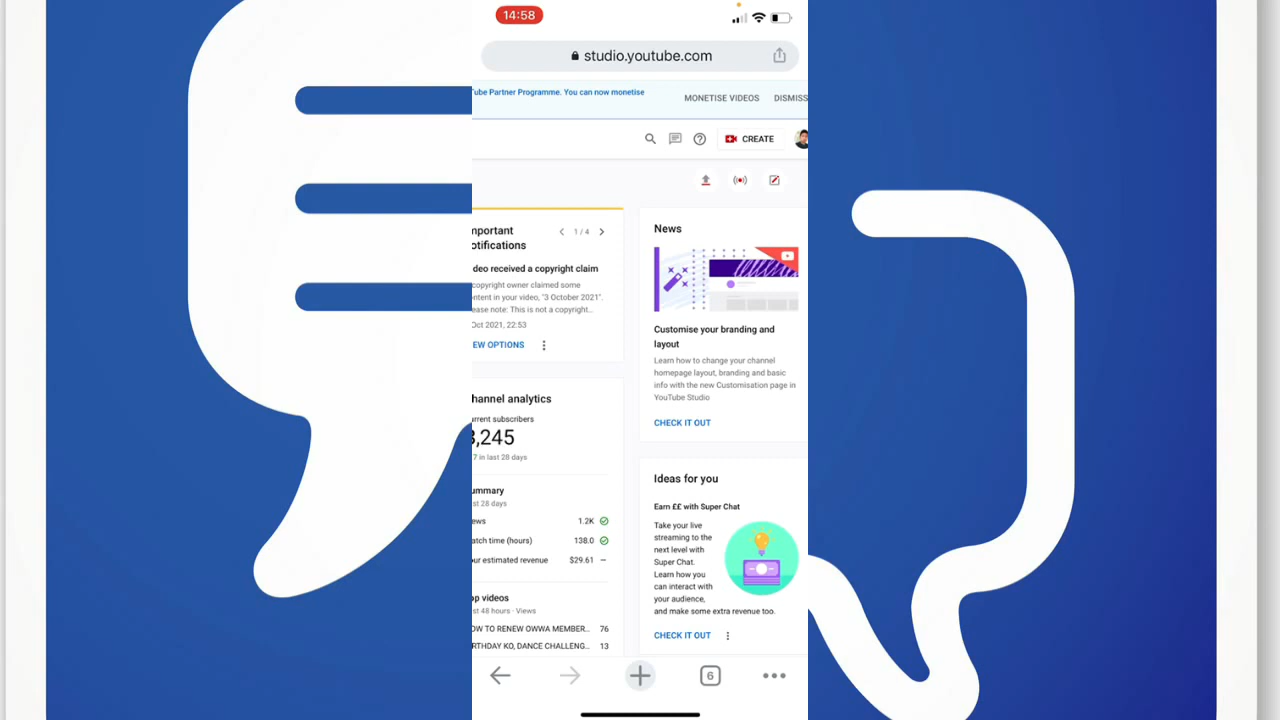 14:58
studio.youtube.com
Tube Partner Programme. You can now monetise
MONETISE VIDEOS
DISMISS
CREATE
mportant
otifications
1 / 4
deo received a copyright claim
copyright owner claimed some
ntent in your video, "3 October 2021".
ease note: This is not a copyright...
Oct 2021, 22:53
EW OPTIONS
hannel analytics
urrent subscribers
3,245
7 in last 28 days
ummary
st 28 days
ews 1.2K
atch time (hours) 138.0
ur estimated revenue $29.61 –
op videos
st 48 hours · Views
OW TO RENEW OWWA MEMBER... 76
RTHDAY KO, DANCE CHALLENG... 13
News
Customise your branding and
layout
Learn how to change your channel
homepage layout, branding and basic
info with the new Customisation page in
YouTube Studio
CHECK IT OUT
Ideas for you
Earn ££ with Super Chat
Take your live
streaming to the
next level with
Super Chat.
Learn how you
can interact with
your audience,
and make some extra revenue too.
CHECK IT OUT
6